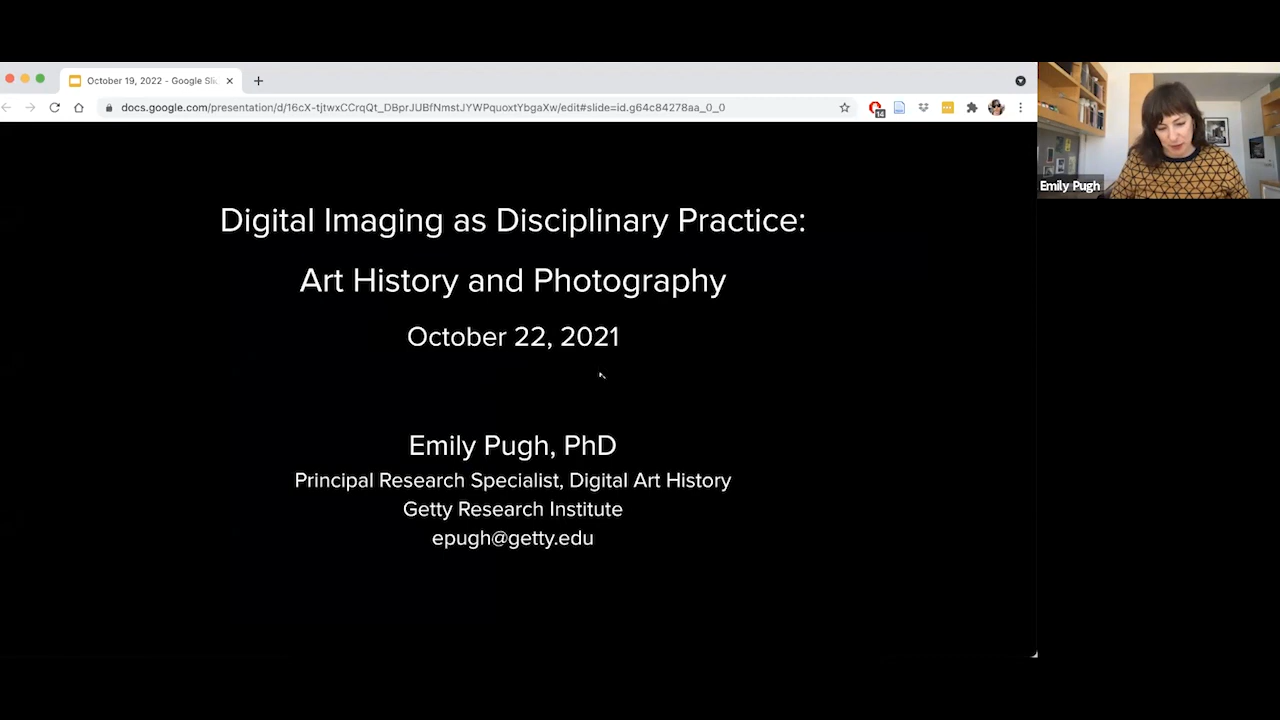 October 19, 2022 - Google Sli
docs.google.com/presentation/d/16cX-tjtwxCCrqQt_DBprJUBfNmstJYWPquoxtYbgaXw/edit#slide=id.g64c84278aa_0_0
14
Emily Pugh
Digital Imaging as Disciplinary Practice:
Art History and Photography
October 22, 2021
Emily Pugh, PhD
Principal Research Specialist, Digital Art History
Getty Research Institute
epugh@getty.edu